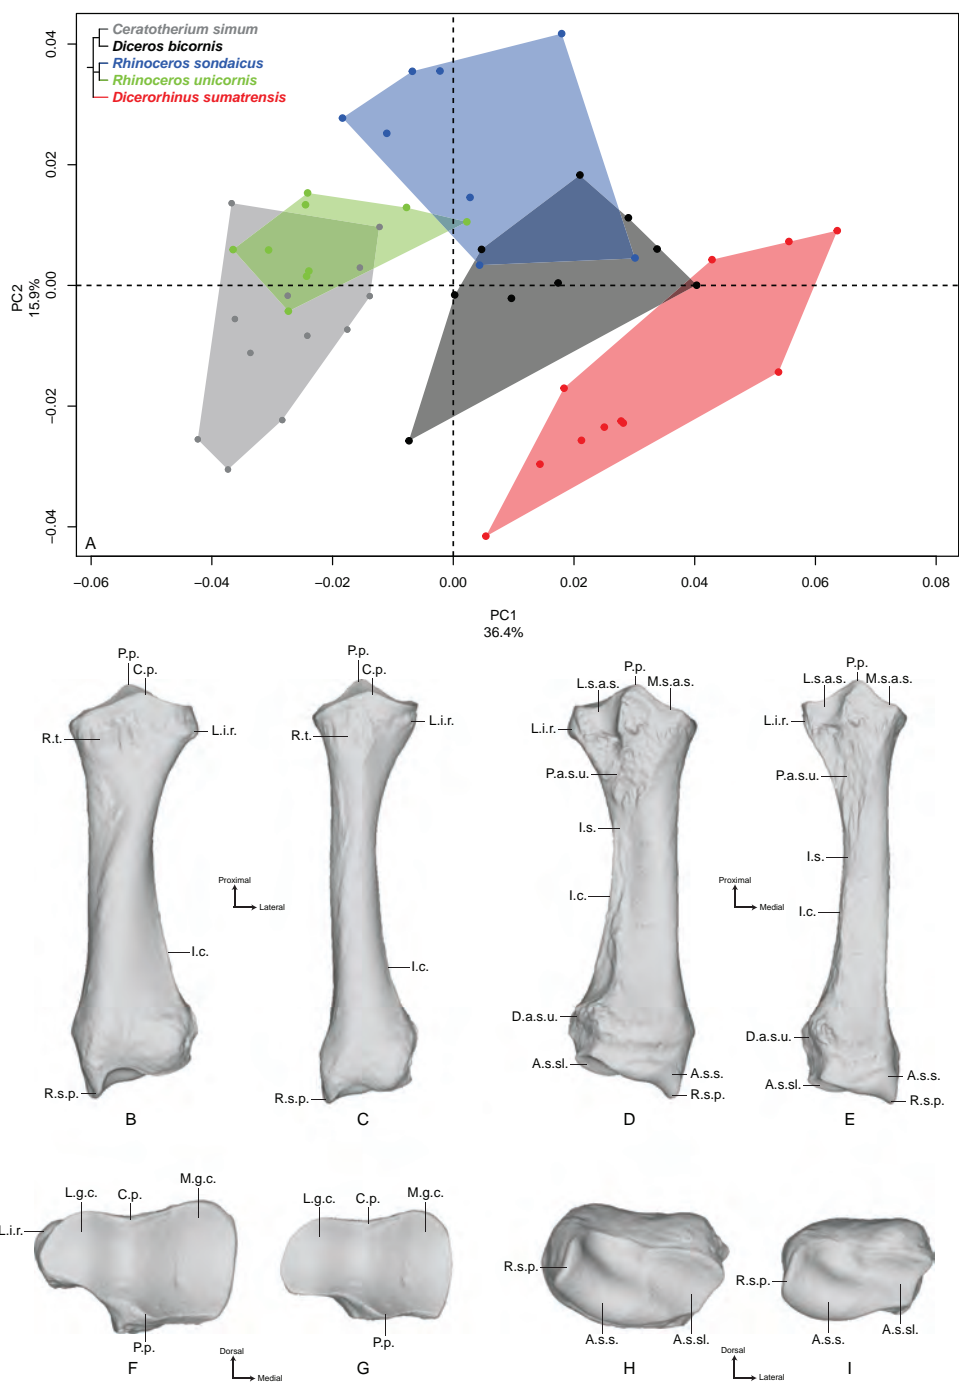 Ceratotherium simum
Diceros bicornis
Rhinoceros sondaicus
Rhinoceros unicornis
Dicerorhinus sumatrensis
0.04
0.02
0.00
−0.02
−0.04
PC2
15.9%
A
−0.06
−0.04
−0.02
0.00
0.02
0.04
0.06
0.08
PC1
36.4%
P.p.
C.p.
R.t.
L.i.r.
I.c.
R.s.p.
B
P.p.
C.p.
R.t.
L.i.r.
I.c.
R.s.p.
C
Proximal
Lateral
P.p.
L.s.a.s.
M.s.a.s.
L.i.r.
P.a.s.u.
I.s.
I.c.
D.a.s.u.
A.s.sl.
A.s.s.
R.s.p.
D
Proximal
Medial
P.p.
L.s.a.s.
M.s.a.s.
L.i.r.
P.a.s.u.
I.s.
I.c.
D.a.s.u.
A.s.sl.
A.s.s.
R.s.p.
E
L.g.c.
C.p.
M.g.c.
L.i.r.
P.p.
F
L.g.c.
C.p.
M.g.c.
P.p.
G
Dorsal
Medial
R.s.p.
A.s.s.
A.s.sl.
H
R.s.p.
A.s.s.
A.s.sl.
I
Dorsal
Lateral